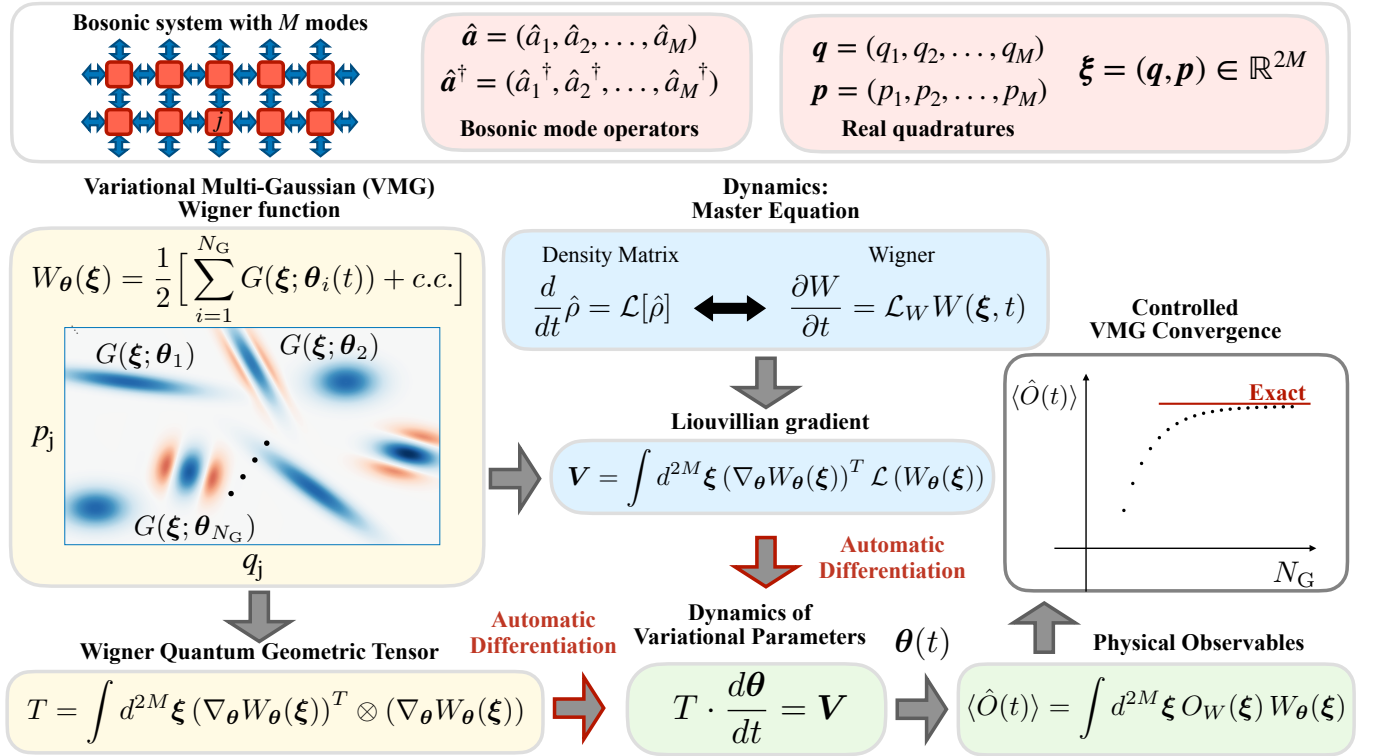 Bosonic system with M modes
j
𝒂̂ = (â₁, â₂, . . . , â_M)
𝒂̂† = (â₁†, â₂†, . . . , â_M†)
Bosonic mode operators
𝒒 = (q₁, q₂, . . . , q_M)
𝒑 = (p₁, p₂, . . . , p_M)
Real quadratures
𝝃 = (𝒒, 𝒑) ∈ ℝ^{2M}
Variational Multi-Gaussian (VMG)
Wigner function
W_𝜽(𝝃) = 1/2 [ ∑_{i=1}^{N_G} G(𝝃; 𝜽_i(t)) + c.c. ]
G(𝝃; 𝜽₁)
G(𝝃; 𝜽₂)
G(𝝃; 𝜽_{N_G})
p_j
q_j
Dynamics:
Master Equation
Density Matrix
d/dt ρ̂ = ℒ[ρ̂]
Wigner
∂W/∂t = ℒ_W W(𝝃, t)
Liouvillian gradient
𝑽 = ∫ d^{2M}𝝃 (∇_𝜽 W_𝜽(𝝃))^T ℒ (W_𝜽(𝝃))
Automatic
Differentiation
Controlled
VMG Convergence
⟨Ô(t)⟩
Exact
N_G
Wigner Quantum Geometric Tensor
T = ∫ d^{2M}𝝃 (∇_𝜽 W_𝜽(𝝃))^T ⊗ (∇_𝜽 W_𝜽(𝝃))
Automatic
Differentiation
Dynamics of
Variational Parameters
T · d𝜽/dt = 𝑽
𝜽(t)
Physical Observables
⟨Ô(t)⟩ = ∫ d^{2M}𝝃 O_W(𝝃) W_𝜽(𝝃)